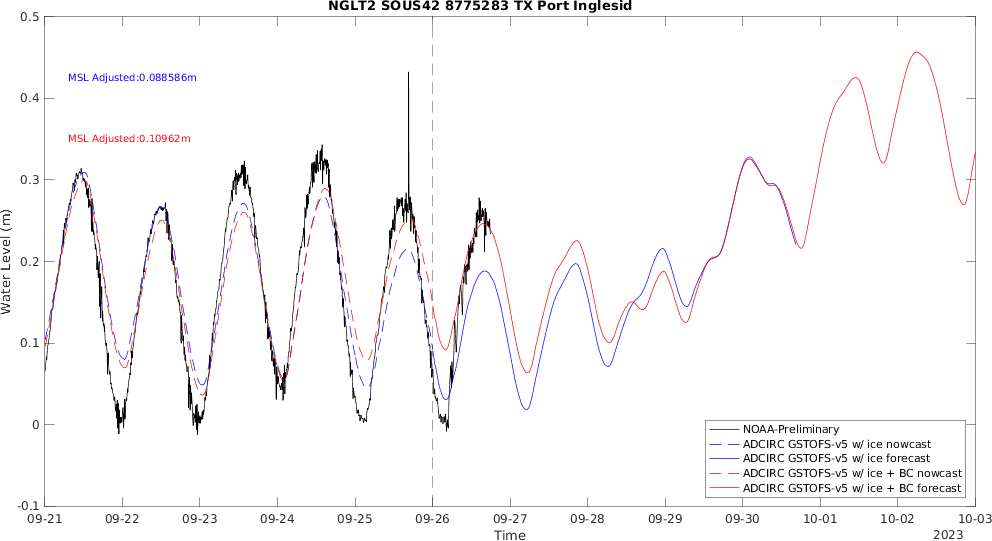 NGLT2 SOUS42 8775283 TX Port Inglesid
0.5
0.4
0.3
0.2
0.1
0
-0.1
Water Level (m)
MSL Adjusted:0.088586m
MSL Adjusted:0.10962m
NOAA-Preliminary
ADCIRC GSTOFS-v5 w/ ice nowcast
ADCIRC GSTOFS-v5 w/ ice forecast
ADCIRC GSTOFS-v5 w/ ice + BC nowcast
ADCIRC GSTOFS-v5 w/ ice + BC forecast
09-21 09-22 09-23 09-24 09-25 09-26 09-27 09-28 09-29 09-30 10-01 10-02 10-03
Time
2023